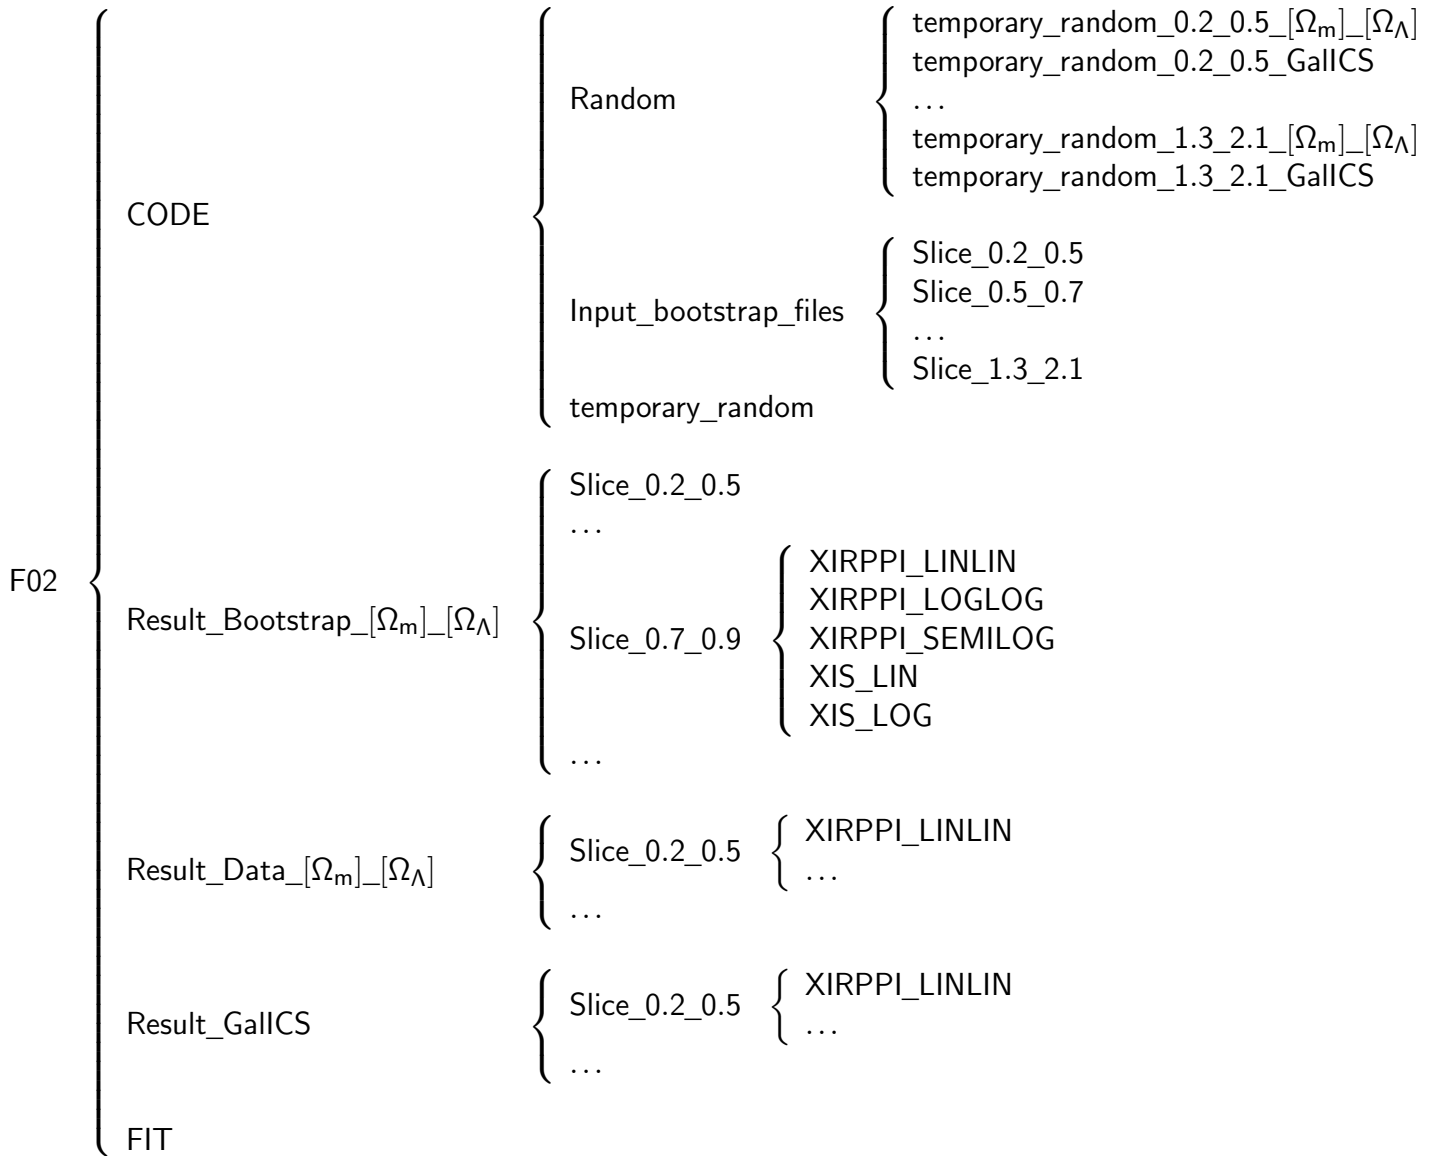 temporary_random_0.2_0.5_[Ωm]_[ΩΛ]
temporary_random_0.2_0.5_GalICS
Random
...
temporary_random_1.3_2.1_[Ωm]_[ΩΛ]
temporary_random_1.3_2.1_GalICS
CODE
Slice_0.2_0.5
Slice_0.5_0.7
Input_bootstrap_files
...
Slice_1.3_2.1
temporary_random
Slice_0.2_0.5
...
XIRPPI_LINLIN
F02
XIRPPI_LOGLOG
Result_Bootstrap_[Ωm]_[ΩΛ]
Slice_0.7_0.9
XIRPPI_SEMILOG
XIS_LIN
XIS_LOG
...
XIRPPI_LINLIN
Result_Data_[Ωm]_[ΩΛ]
Slice_0.2_0.5
...
...
XIRPPI_LINLIN
Result_GalICS
Slice_0.2_0.5
...
...
FIT